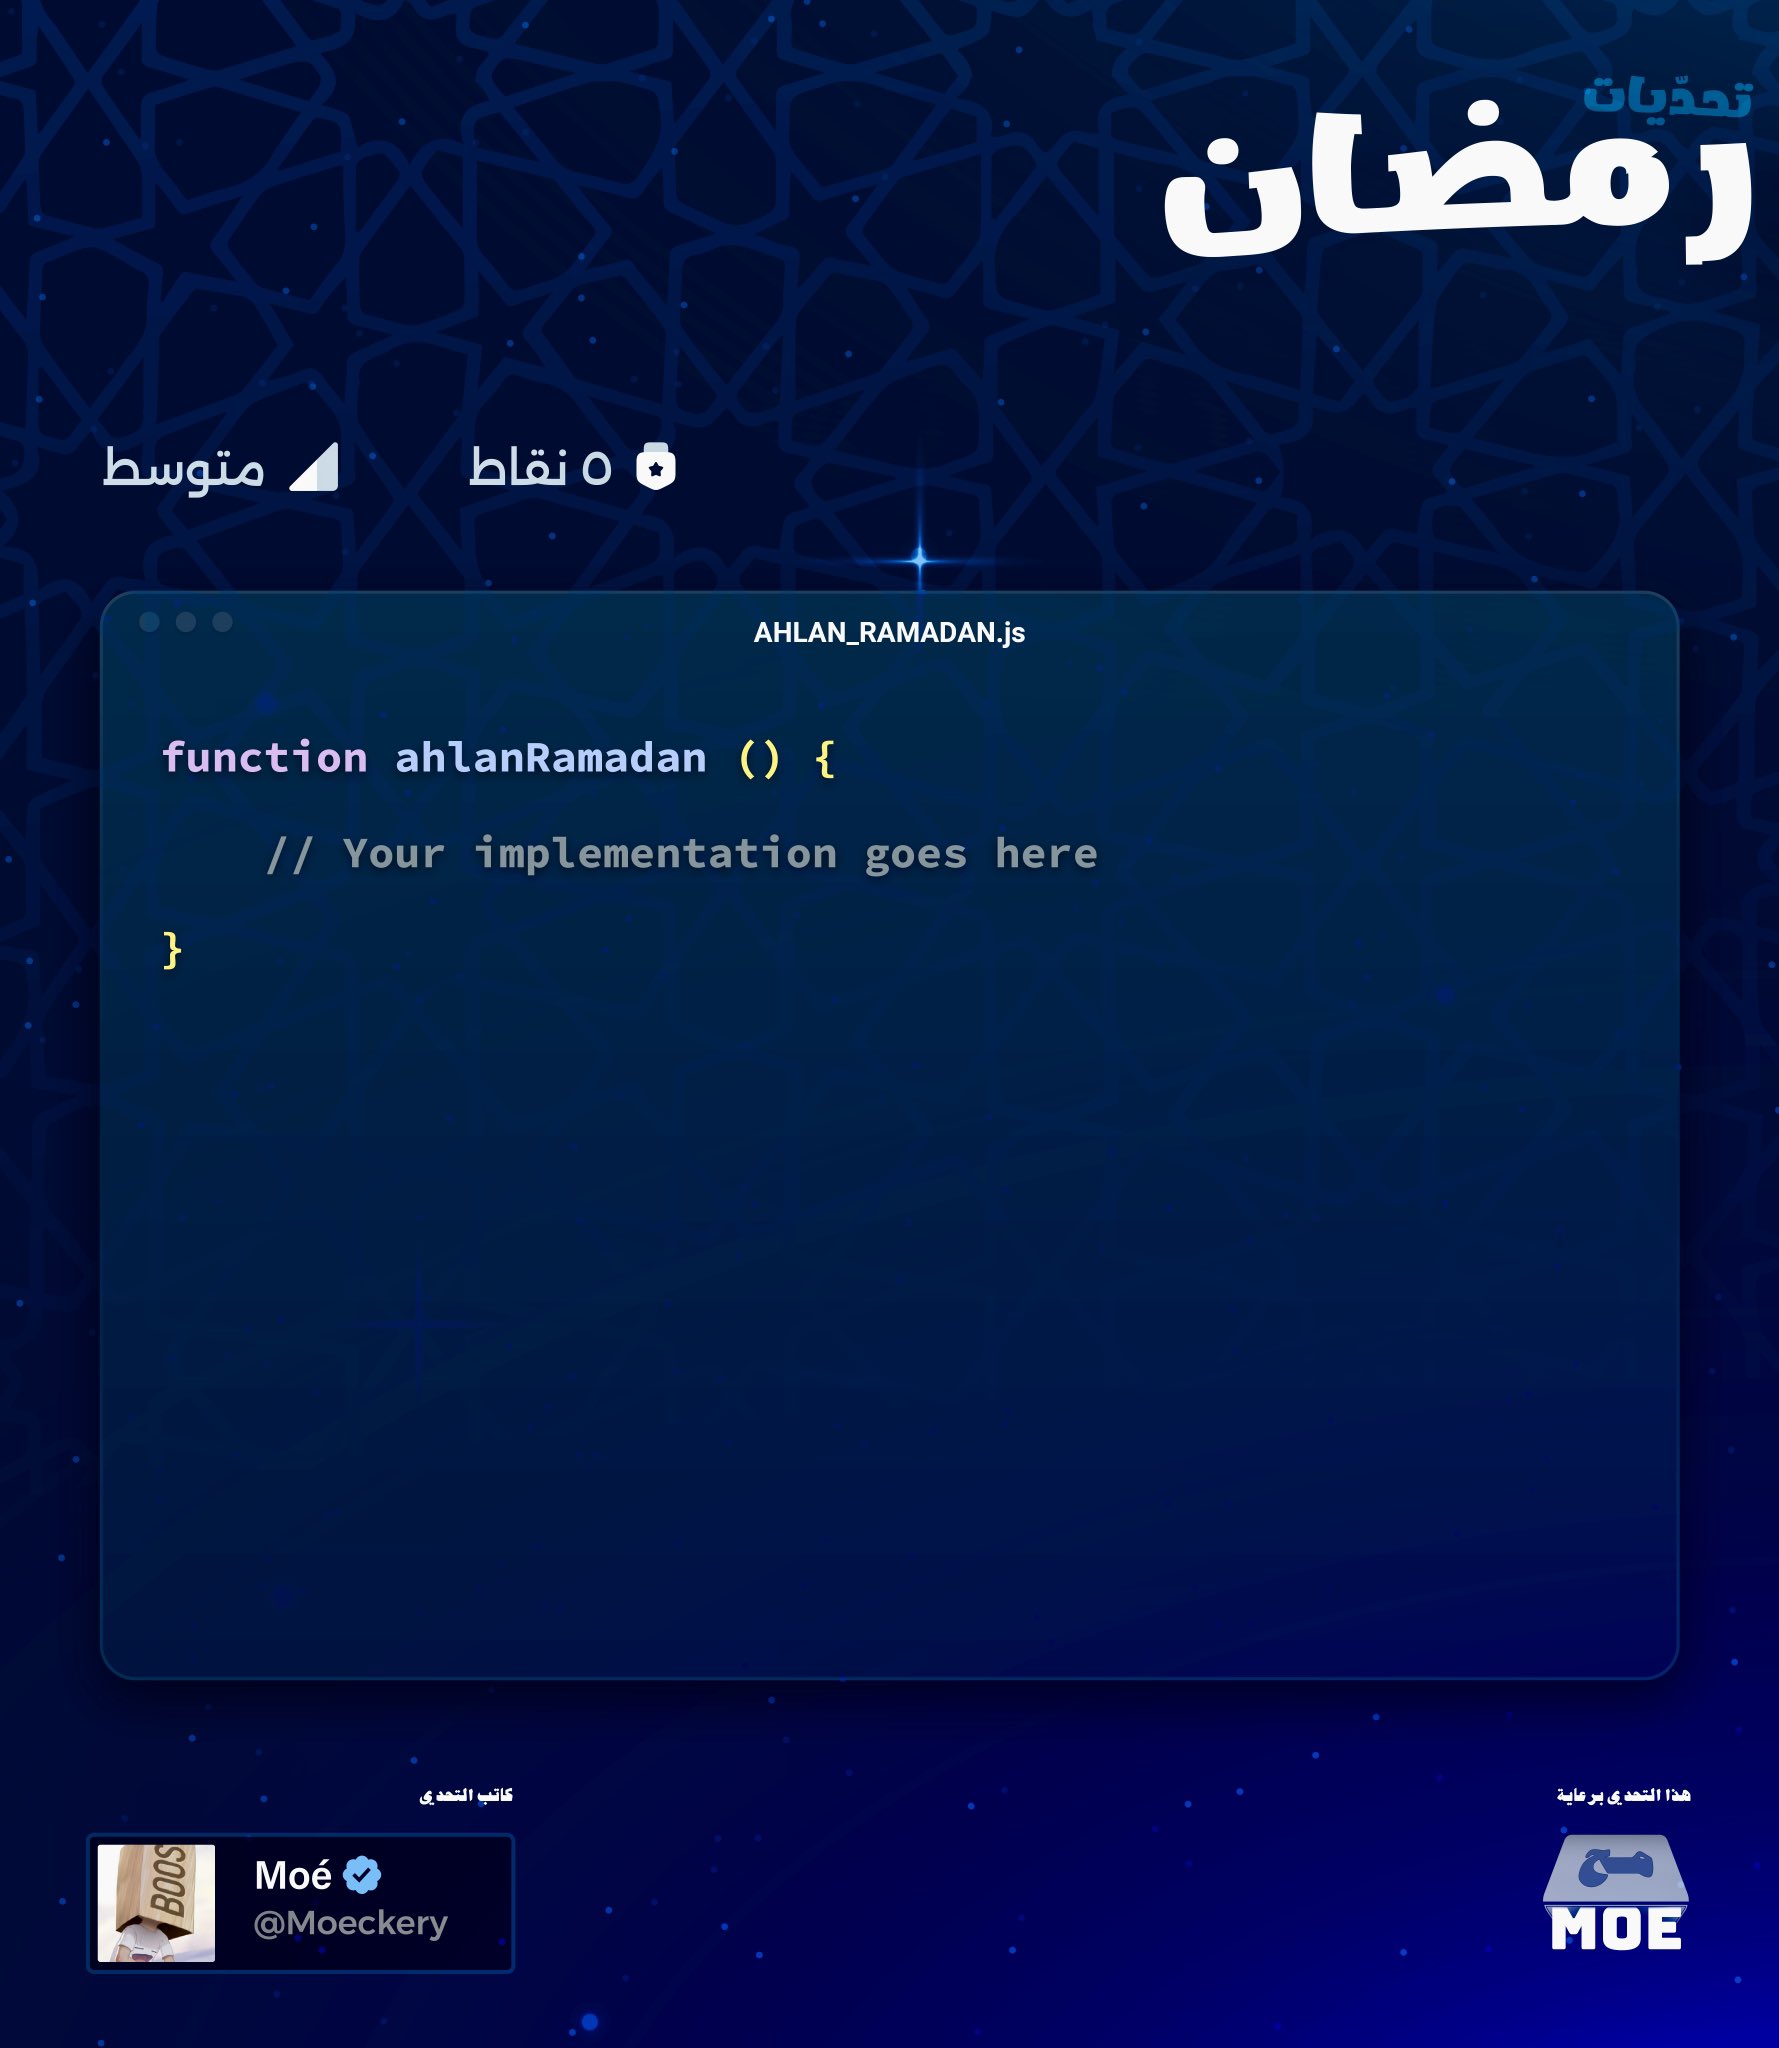 تحدّيات
رمضان
٥ نقاط
متوسط
AHLAN_RAMADAN.js
function ahlanRamadan () {
// Your implementation goes here
}
هذا التحدي برعاية
MOE
كاتب التحدي
BOOS
Moé
@Moeckery